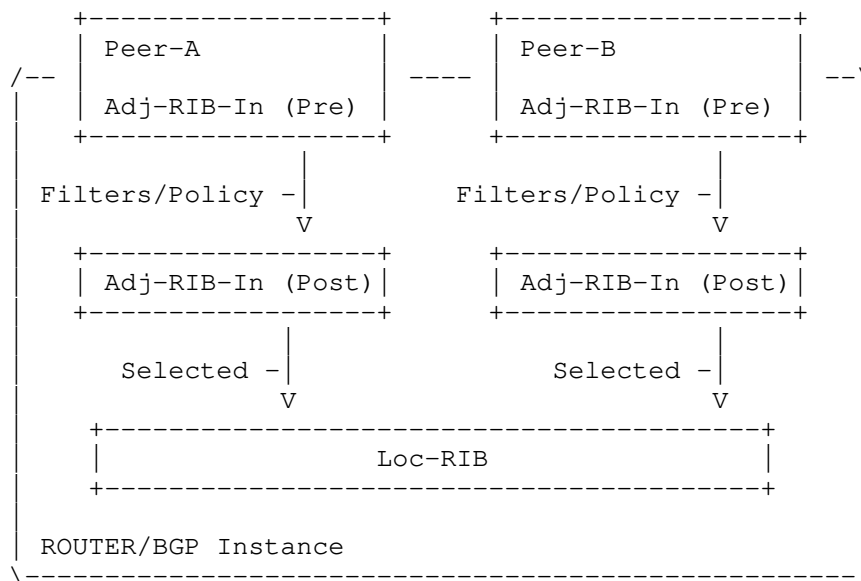 Peer-A Peer-B
Adj-RIB-In (Pre) Adj-RIB-In (Pre)
Filters/Policy - Filters/Policy -
V V
Adj-RIB-In (Post) Adj-RIB-In (Post)
Selected - Selected -
V V
Loc-RIB
ROUTER/BGP Instance